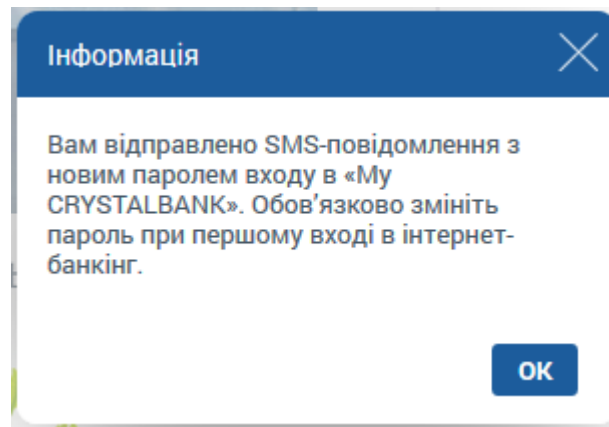 Інформація
Вам відправлено SMS-повідомлення з
новим паролем входу в «My
CRYSTALBANK». Обов'язково змініть
пароль при першому вході в інтернет-
банкінг.
ОК